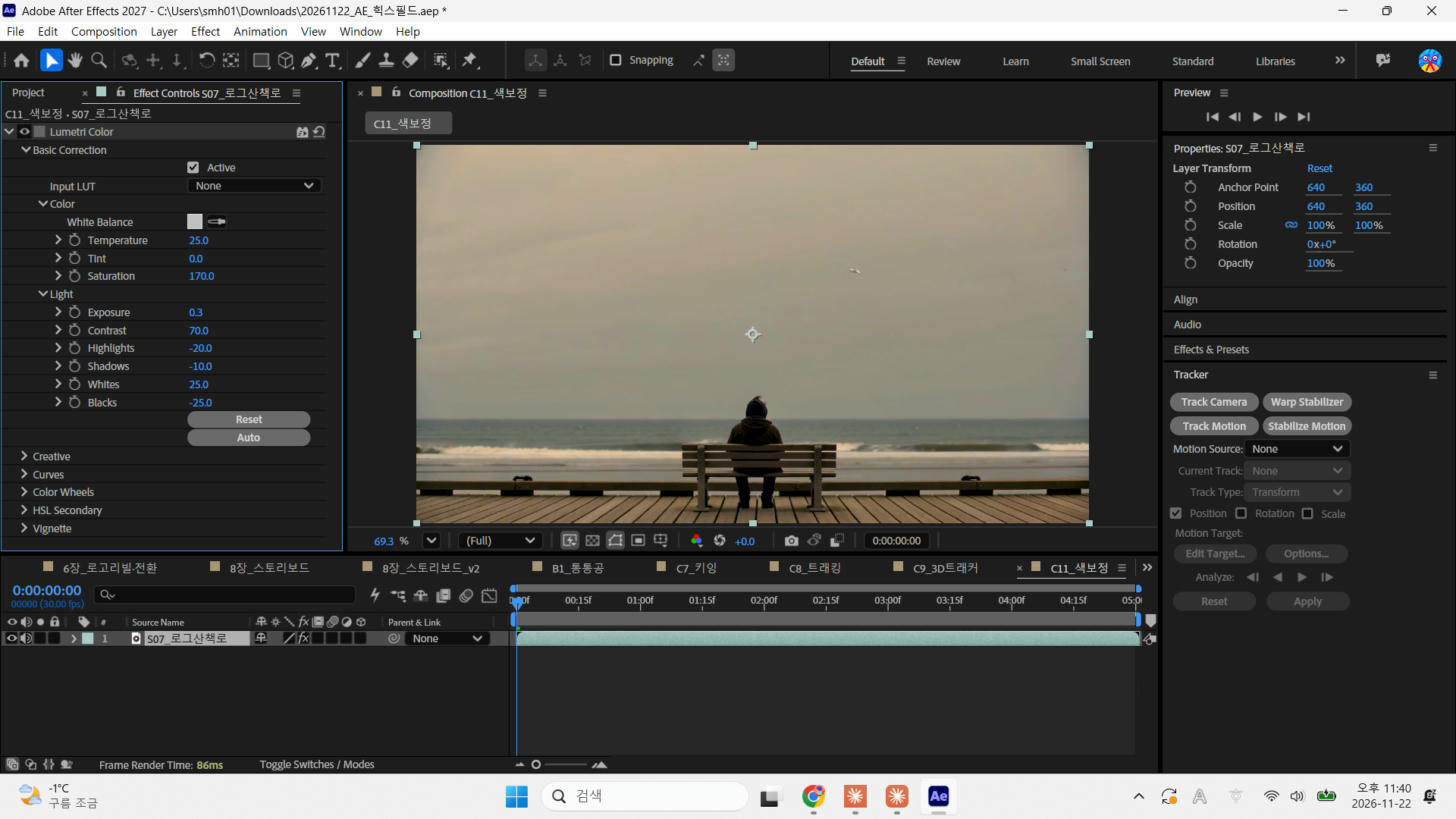 Adobe After Effects 2027 - C:\Users\smh01\Downloads\20261122_AE_힉스필드.aep *
File Edit Composition Layer Effect Animation View Window Help
Snapping Default Review Learn Small Screen Standard Libraries
Project Effect Controls S07_로그산책로
C11_색보정 • S07_로그산책로
Lumetri Color
Basic Correction
Active
Input LUT None
Color
White Balance
Temperature 25.0
Tint 0.0
Saturation 170.0
Light
Exposure 0.3
Contrast 70.0
Highlights -20.0
Shadows -10.0
Whites 25.0
Blacks -25.0
Reset
Auto
Creative
Curves
Color Wheels
HSL Secondary
Vignette
Composition C11_색보정
C11_색보정
69.3 % (Full) +0.0 0:00:00:00
Preview
Properties: S07_로그산책로
Layer Transform Reset
Anchor Point 640 360
Position 640 360
Scale 100% 100%
Rotation 0x+0°
Opacity 100%
Align
Audio
Effects & Presets
Tracker
Track Camera Warp Stabilizer
Track Motion Stabilize Motion
Motion Source: None
Current Track: None
Track Type: Transform
Position Rotation Scale
Motion Target:
Edit Target... Options...
Analyze:
Reset Apply
6장_로고리빌.전환 8장_스토리보드 8장_스토리보드_v2 B1_통통공 C7_키잉 C8_트래킹 C9_3D트래커 C11_색보정
0:00:00:00
00000 (30.00 fps)
00f 00:15f 01:00f 01:15f 02:00f 02:15f 03:00f 03:15f 04:00f 04:15f 05:0
# Source Name Parent & Link
1 S07_로그산책로 None
Frame Render Time: 86ms Toggle Switches / Modes
-1°C
구름 조금
검색
Ae
오후 11:40
2026-11-22